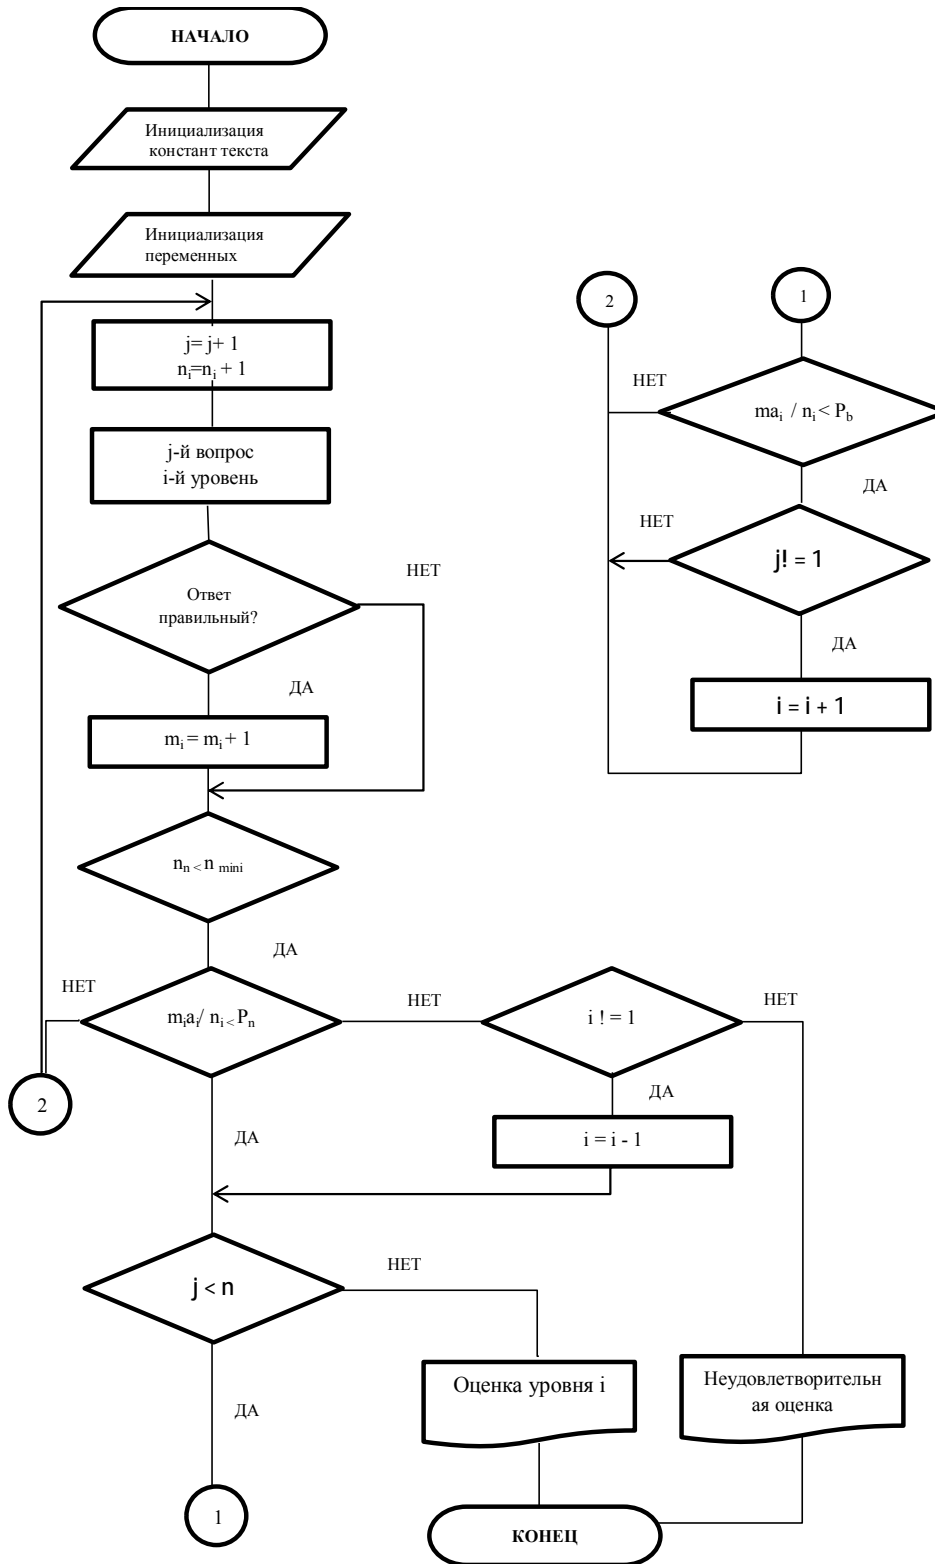 НАЧАЛО
Инициализация
констант текста
Инициализация
переменных
j= j+ 1
nᵢ=nᵢ + 1
j-й вопрос
i-й уровень
Ответ
правильный?
НЕТ
ДА
mᵢ = mᵢ + 1
nₙ < n mini
ДА
НЕТ
mᵢaᵢ/ nᵢ < Pₙ
НЕТ
i ! = 1
НЕТ
2
ДА
ДА
i = i - 1
j < n
НЕТ
ДА
Оценка уровня i
Неудовлетворительн
ая оценка
1
КОНЕЦ
2
1
НЕТ
maᵢ / nᵢ < P_b
ДА
НЕТ
j! = 1
ДА
i = i + 1